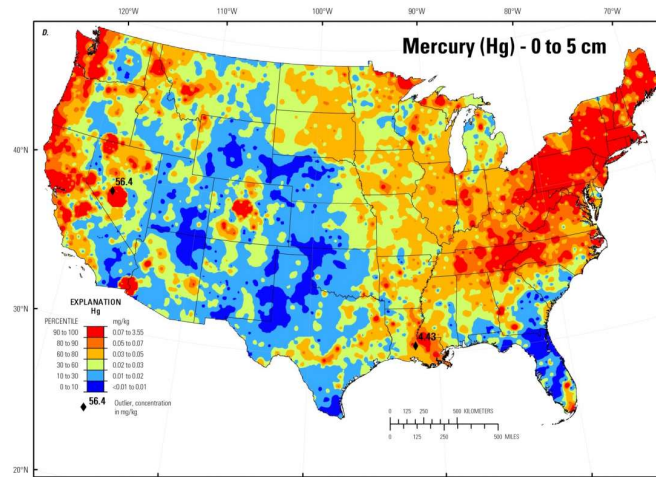 D.
120°W
110°W
100°W
90°W
80°W
70°W
Mercury (Hg) - 0 to 5 cm
40°N
40°N
56.4
30°N
30°N
4.43
EXPLANATION
Hg
PERCENTILE mg/kg
90 to 100 0.07 to 3.55
80 to 90 0.05 to 0.07
60 to 80 0.03 to 0.05
30 to 60 0.02 to 0.03
10 to 30 0.01 to 0.02
0 to 10 <0.01 to 0.01
56.4 Outlier, concentration
in mg/kg
0 125 250 500 KILOMETERS
0 125 250 500 MILES
20°N
20°N